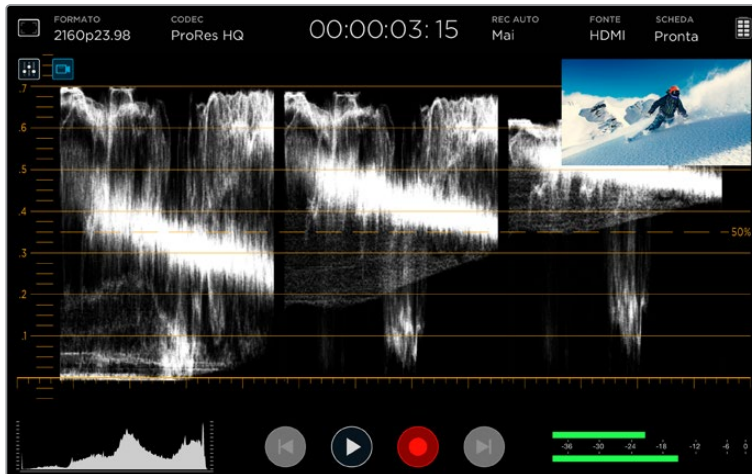 FORMATO CODEC REC AUTO FONTE SCHEDA
2160p23.98 ProRes HQ 00:00:03:15 Mai HDMI Pronta
.7
.6
.5
.4
50%
.3
.2
.1
-36 -30 -24 -18 -12 -6 0